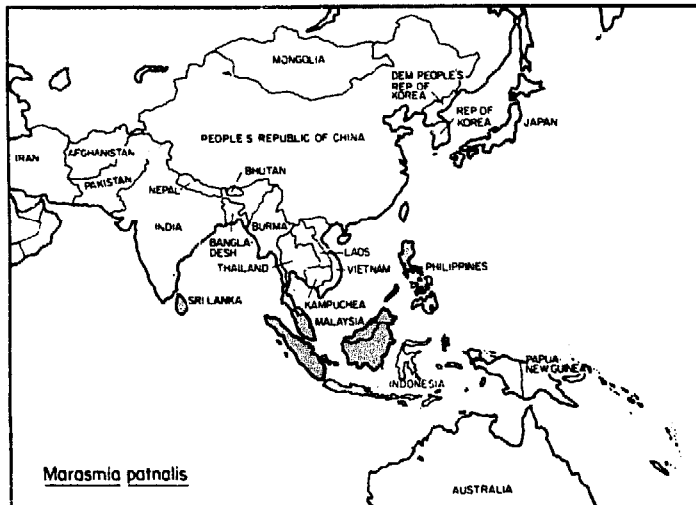 MONGOLIA
DEM PEOPLE'S
REP OF
KOREA
REP OF
KOREA
JAPAN
PEOPLE'S REPUBLIC OF CHINA
IRAN
AFGHANISTAN
PAKISTAN
NEPAL
BHUTAN
INDIA
BURMA
BANGLA-
DESH
LAOS
THAILAND
VIETNAM
PHILIPPINES
KAMPUCHEA
SRI LANKA
MALAYSIA
PAPUA
NEW GUINEA
INDONESIA
Marasmia patnalis
AUSTRALIA